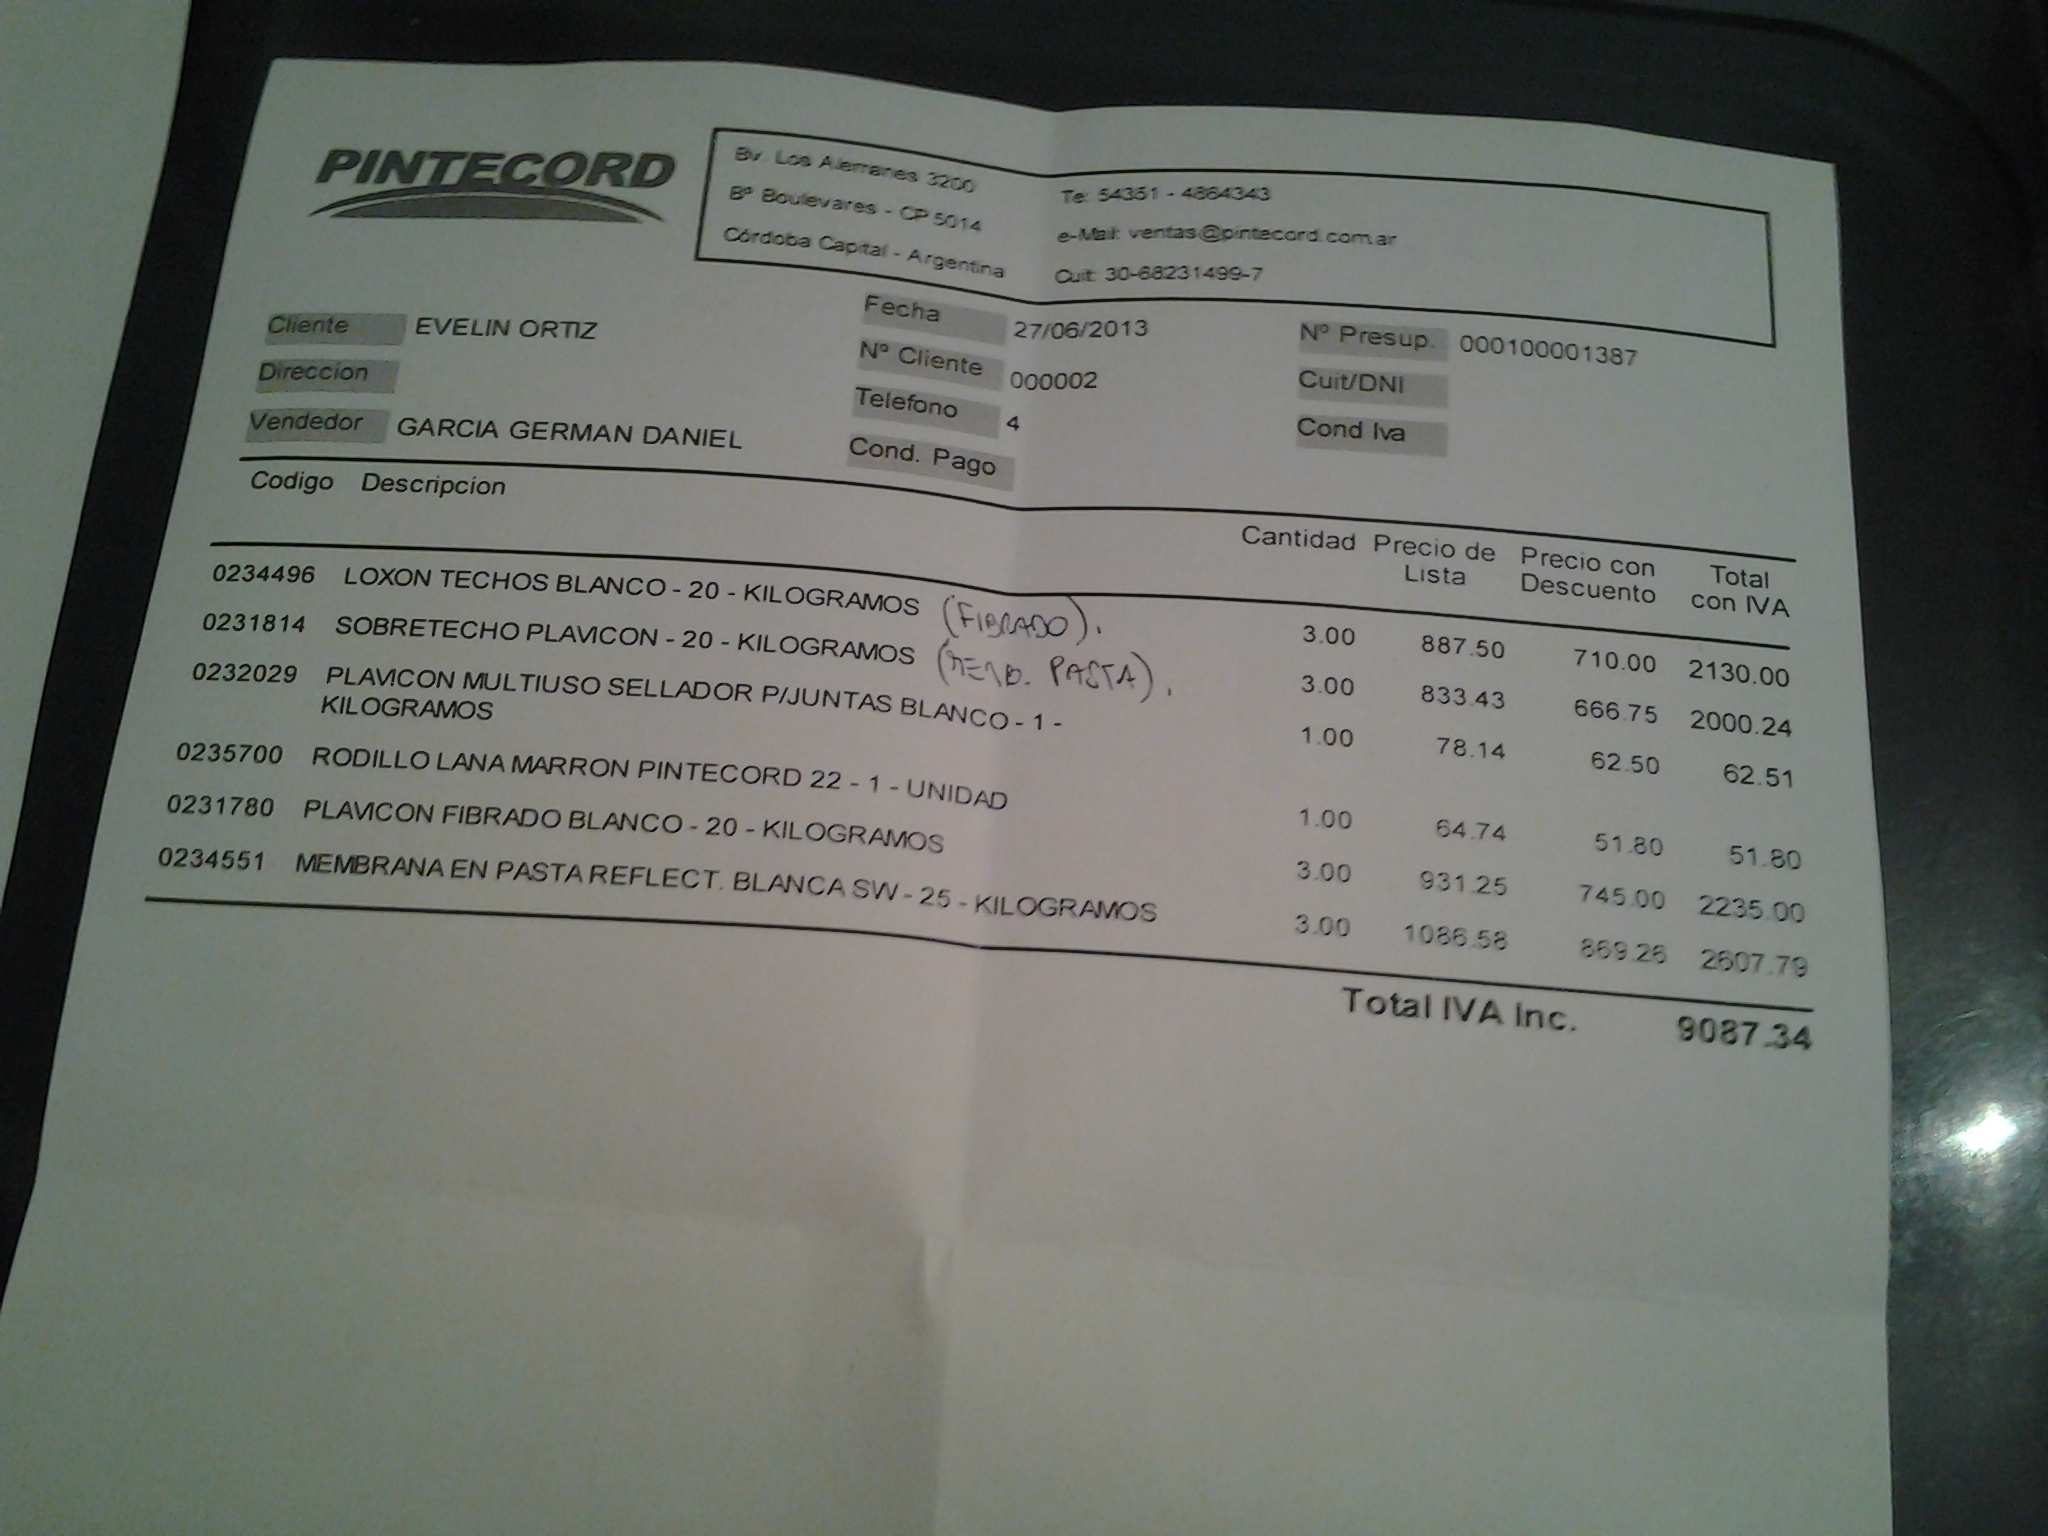 PINTECORD
Bv. Los Alemanes 3200
Bº Boulevares - CP 5014
Córdoba Capital - Argentina
Te: 54351 - 4864343
e-Mail: ventas@pintecord.com.ar
Cuit: 30-68231499-7
Cliente EVELIN ORTIZ
Direccion
Vendedor GARCIA GERMAN DANIEL
Fecha 27/06/2013
Nº Cliente 000002
Telefono 4
Cond. Pago
Nº Presup. 000100001387
Cuit/DNI
Cond Iva
Codigo Descripcion Cantidad Precio de Lista Precio con Descuento Total con IVA
0234496 LOXON TECHOS BLANCO - 20 - KILOGRAMOS (FIBRADO). 3.00 887.50 710.00 2130.00
0231814 SOBRETECHO PLAVICON - 20 - KILOGRAMOS (MEMB. PASTA). 3.00 833.43 666.75 2000.24
0232029 PLAVICON MULTIUSO SELLADOR P/JUNTAS BLANCO - 1 - 1.00 78.14 62.50 62.51
KILOGRAMOS
0235700 RODILLO LANA MARRON PINTECORD 22 - 1 - UNIDAD 1.00 64.74 51.80 51.80
0231780 PLAVICON FIBRADO BLANCO - 20 - KILOGRAMOS 3.00 931.25 745.00 2235.00
0234551 MEMBRANA EN PASTA REFLECT. BLANCA SW - 25 - KILOGRAMOS 3.00 1086.58 869.26 2607.79
Total IVA Inc. 9087.34